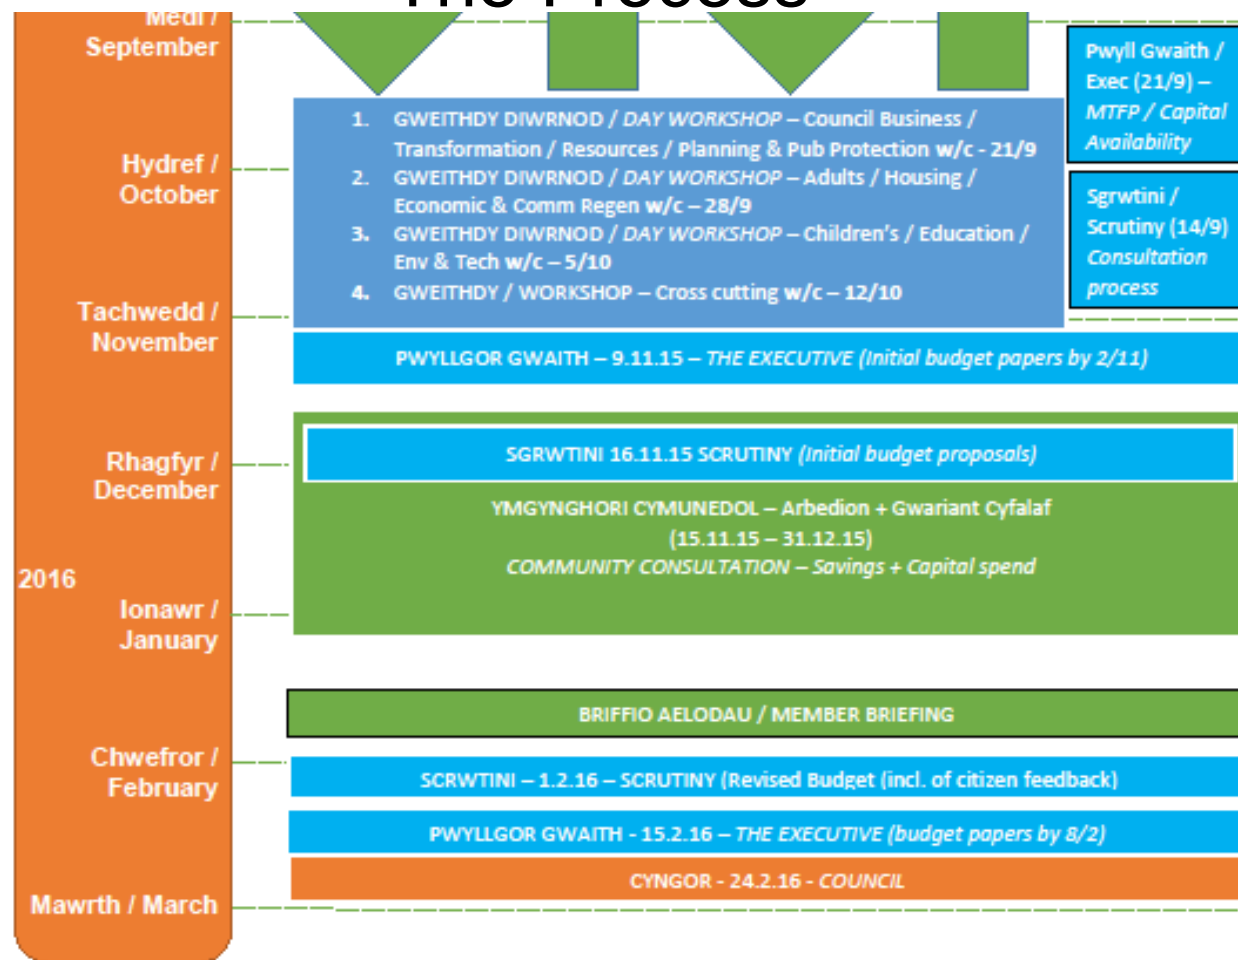 The Process
Medi /
September
Hydref /
October
Tachwedd /
November
Rhagfyr /
December
2016
Ionawr /
January
Chwefror /
February
Mawrth / March
1. GWEITHDY DIWRNOD / DAY WORKSHOP – Council Business /
Transformation / Resources / Planning & Pub Protection w/c - 21/9
2. GWEITHDY DIWRNOD / DAY WORKSHOP – Adults / Housing /
Economic & Comm Regen w/c – 28/9
3. GWEITHDY DIWRNOD / DAY WORKSHOP – Children's / Education /
Env & Tech w/c – 5/10
4. GWEITHDY / WORKSHOP – Cross cutting w/c – 12/10
Pwyll Gwaith /
Exec (21/9) –
MTFP / Capital
Availability
Sgrwtini /
Scrutiny (14/9)
Consultation
process
PWYLLGOR GWAITH – 9.11.15 – THE EXECUTIVE (Initial budget papers by 2/11)
SGRWTINI 16.11.15 SCRUTINY (Initial budget proposals)
YMGYNGHORI CYMUNEDOL – Arbedion + Gwariant Cyfalaf
(15.11.15 – 31.12.15)
COMMUNITY CONSULTATION – Savings + Capital spend
BRIFFIO AELODAU / MEMBER BRIEFING
SCRWTINI – 1.2.16 – SCRUTINY (Revised Budget (incl. of citizen feedback)
PWYLLGOR GWAITH - 15.2.16 – THE EXECUTIVE (budget papers by 8/2)
CYNGOR - 24.2.16 - COUNCIL